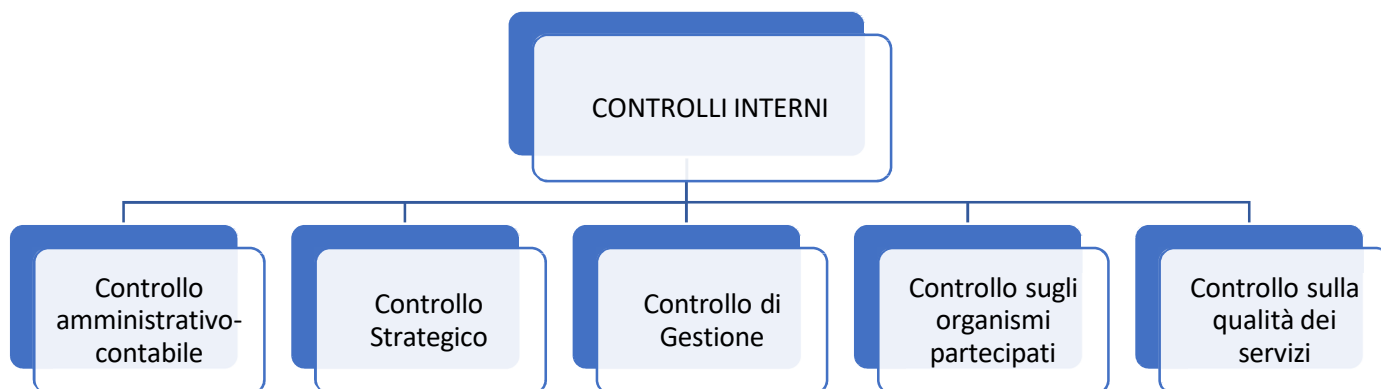 CONTROLLI INTERNI
Controllo
amministrativo-
contabile
Controllo
Strategico
Controllo di
Gestione
Controllo sugli
organismi
partecipati
Controllo sulla
qualità dei
servizi